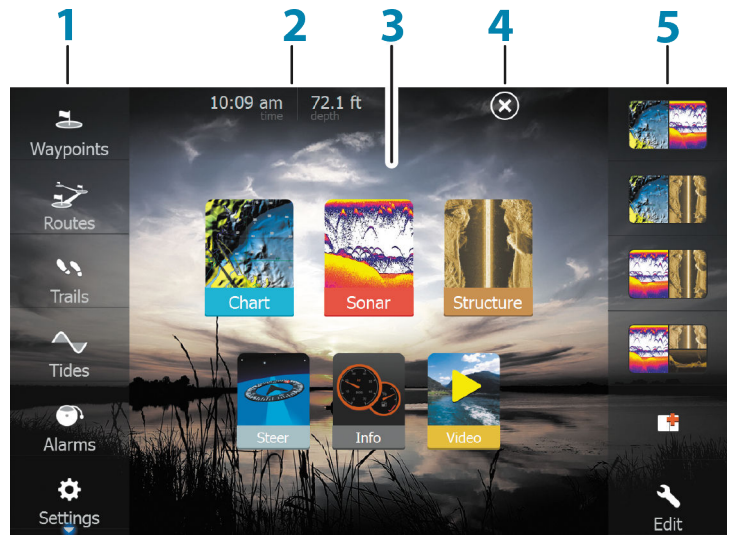 1
2
3
4
5
10:09 am
time
72.1 ft
depth
Waypoints
Routes
Trails
Tides
Alarms
Settings
Chart
Sonar
Structure
Steer
Info
Video
Edit